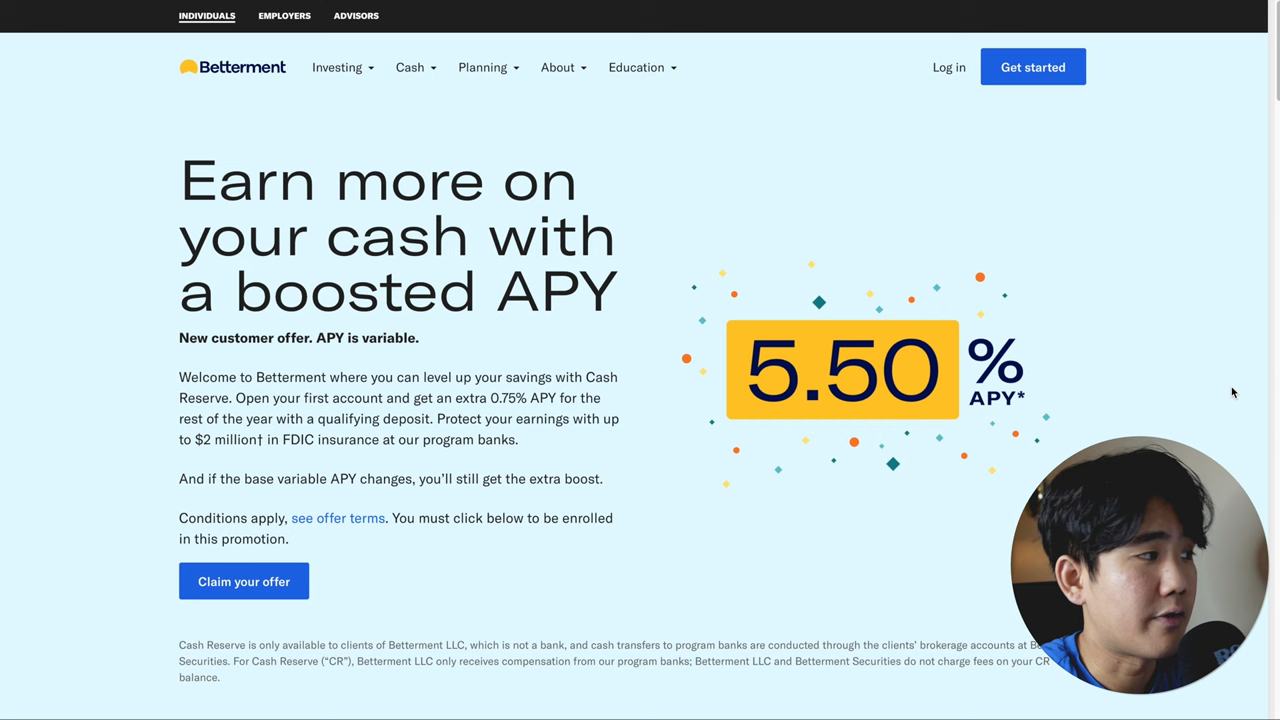 INDIVIDUALS EMPLOYERS ADVISORS
Betterment Investing Cash Planning About Education Log in Get started
Earn more on
your cash with
a boosted APY
New customer offer. APY is variable.
Welcome to Betterment where you can level up your savings with Cash
Reserve. Open your first account and get an extra 0.75% APY for the
rest of the year with a qualifying deposit. Protect your earnings with up
to $2 million† in FDIC insurance at our program banks.
And if the base variable APY changes, you’ll still get the extra boost.
Conditions apply, see offer terms. You must click below to be enrolled
in this promotion.
Claim your offer
5.50 %
APY*
Cash Reserve is only available to clients of Betterment LLC, which is not a bank, and cash transfers to program banks are conducted through the clients’ brokerage accounts at
Securities. For Cash Reserve (“CR”), Betterment LLC only receives compensation from our program banks; Betterment LLC and Betterment Securities do not charge fees on your CR
balance.